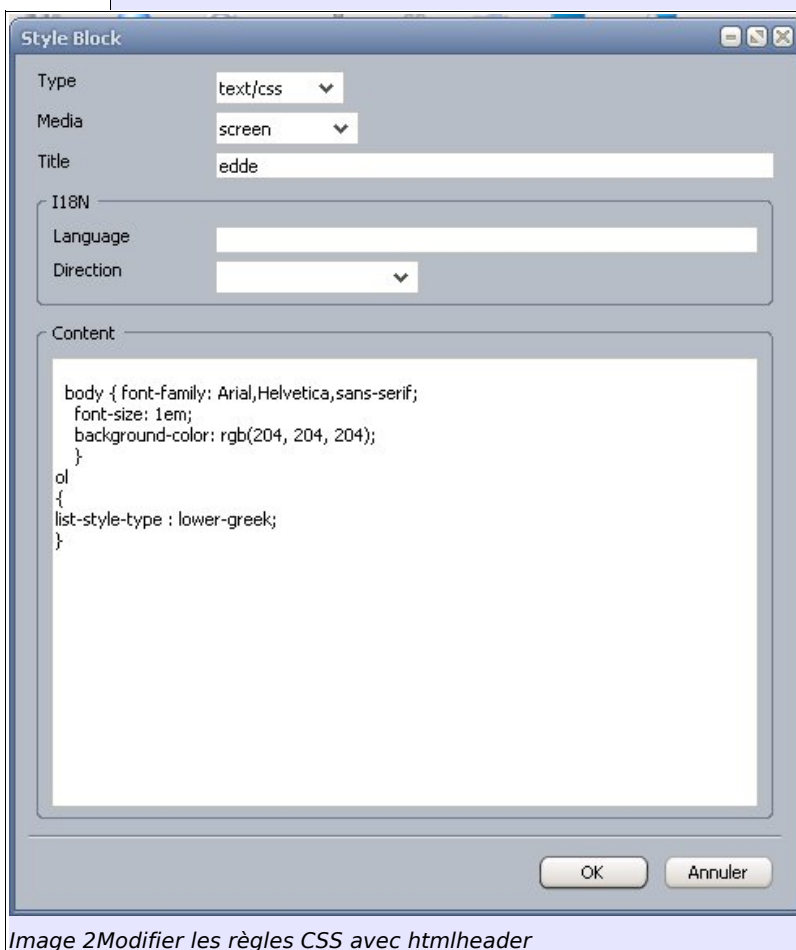 Style Block
Type text/css
Media screen
Title edde
I18N
Language
Direction
Content
body { font-family: Arial,Helvetica,sans-serif;
font-size: 1em;
background-color: rgb(204, 204, 204);
}
ol
{
list-style-type : lower-greek;
}
OK Annuler
Image 2Modifier les règles CSS avec htmlheader